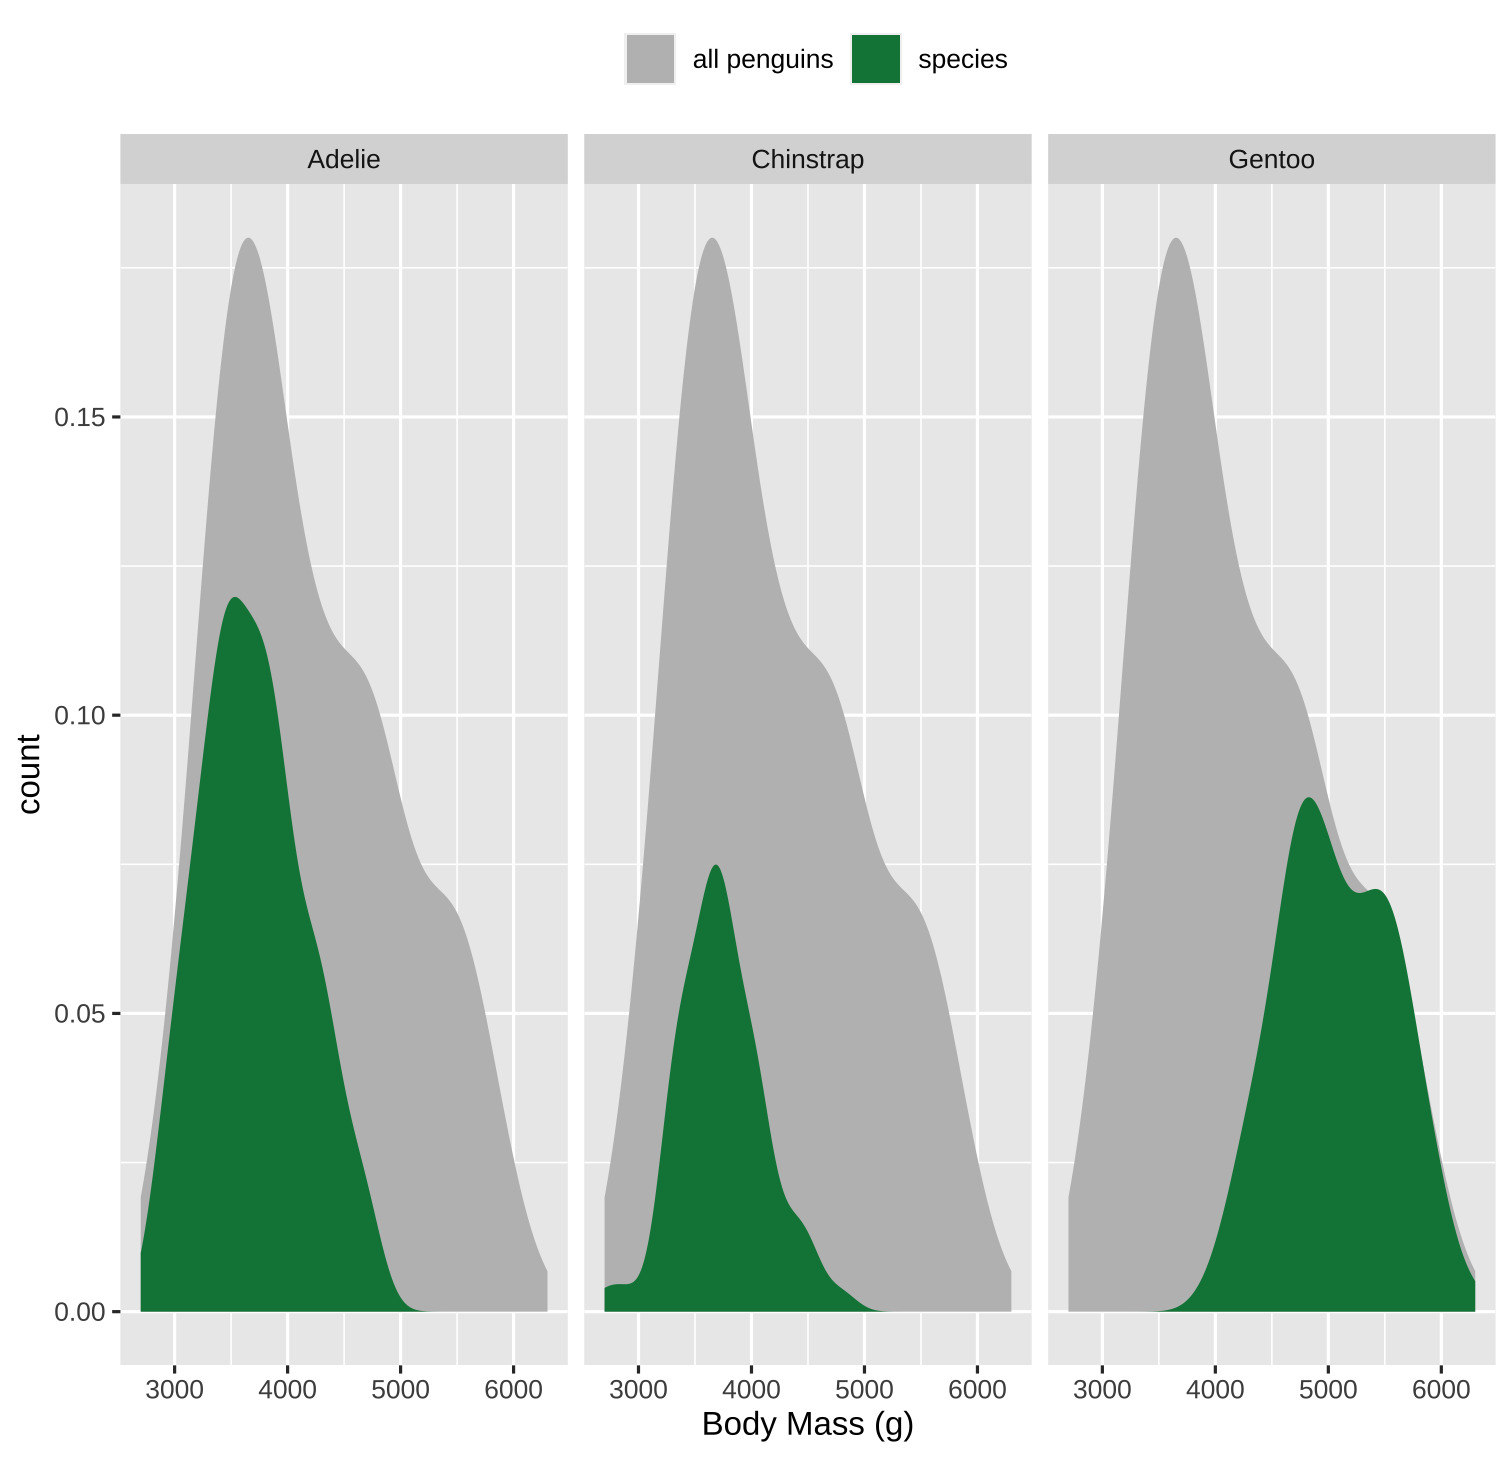 all penguins species
Adelie Chinstrap Gentoo
count
0.15
0.10
0.05
0.00
3000 4000 5000 6000 3000 4000 5000 6000 3000 4000 5000 6000
Body Mass (g)